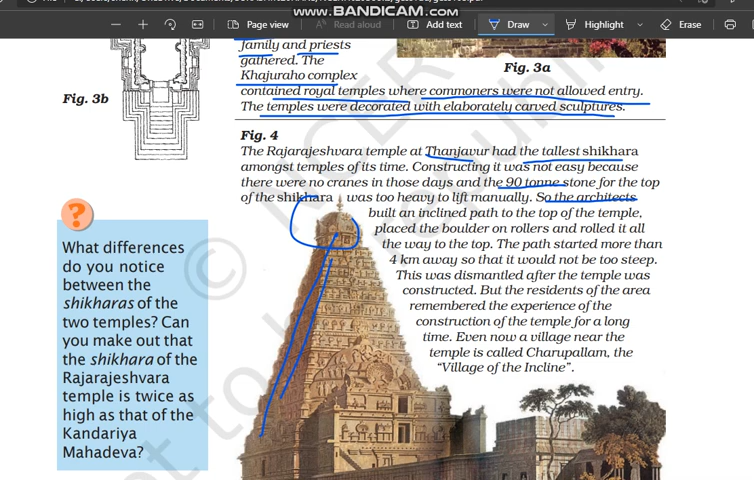 WWW.BANDICAM.COM
Page view
Read aloud
Add text
Draw
Highlight
Erase
family and priests
gathered. The
Khajuraho complex
Fig. 3a
contained royal temples where commoners were not allowed entry.
Fig. 3b
The temples were decorated with elaborately carved sculptures.
Fig. 4
The Rajarajeshvara temple at Thanjavur had the tallest shikhara
amongst temples of its time. Constructing it was not easy because
there were no cranes in those days and the 90 tonne stone for the top
of the shikhara was too heavy to lift manually. So the architects
built an inclined path to the top of the temple,
placed the boulder on rollers and rolled it all
the way to the top. The path started more than
4 km away so that it would not be too steep.
This was dismantled after the temple was
constructed. But the residents of the area
remembered the experience of the
construction of the temple for a long
time. Even now a village near the
temple is called Charupallam, the
“Village of the Incline”.
?
What differences
do you notice
between the
shikharas of the
two temples? Can
you make out that
the shikhara of the
Rajarajeshvara
temple is twice as
high as that of the
Kandariya
Mahadeva?